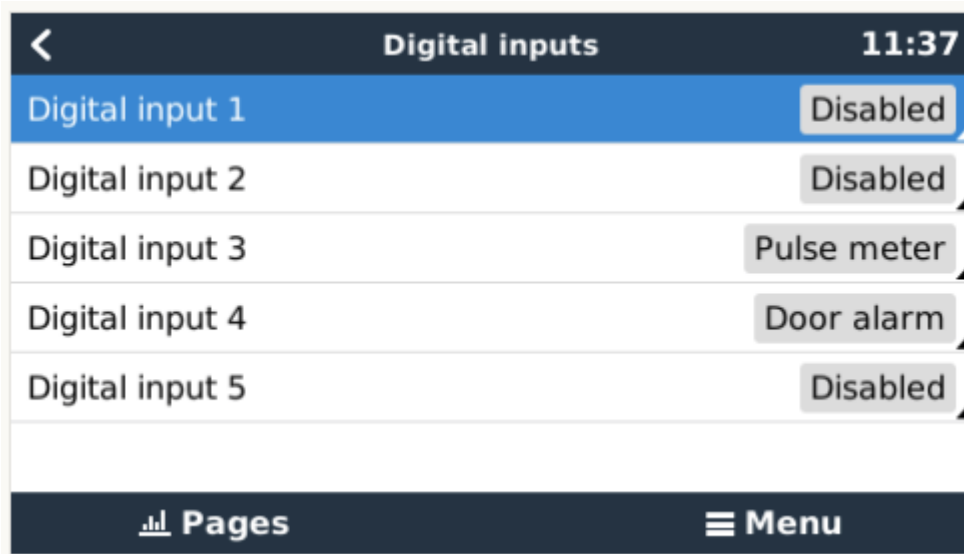 Digital inputs 11:37
Digital input 1 Disabled
Digital input 2 Disabled
Digital input 3 Pulse meter
Digital input 4 Door alarm
Digital input 5 Disabled
Pages Menu